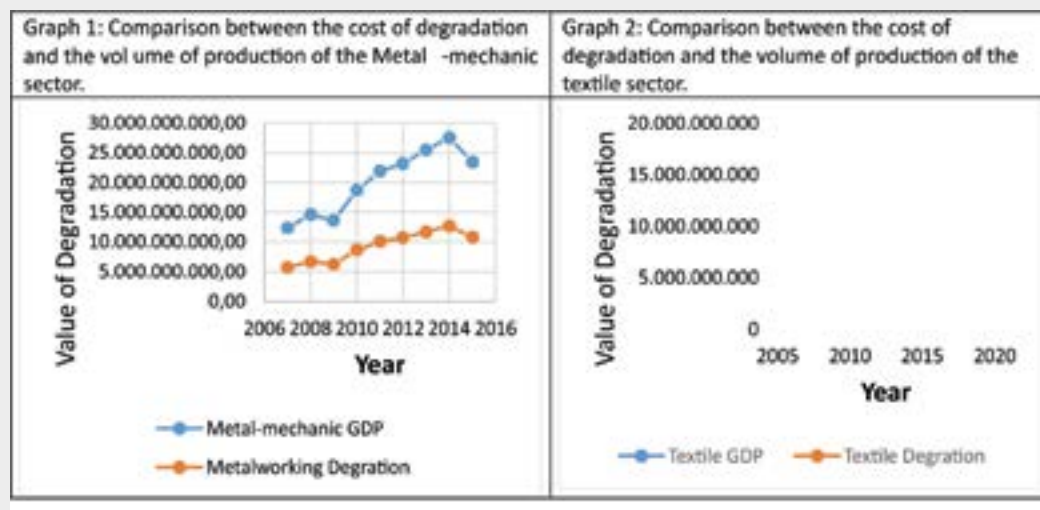 Graph 1: Comparison between the cost of degradation
and the vol ume of production of the Metal -mechanic
sector.
30.000.000.000,00
25.000.000.000,00
20.000.000.000,00
15.000.000.000,00
10.000.000.000,00
5.000.000.000,00
0,00
Value of Degradation
2006 2008 2010 2012 2014 2016
Year
Metal-mechanic GDP
Metalworking Degration
Graph 2: Comparison between the cost of
degradation and the volume of production of the
textile sector.
20.000.000.000
15.000.000.000
10.000.000.000
5.000.000.000
0
Value of Degradation
2005 2010 2015 2020
Year
Textile GDP Textile Degration